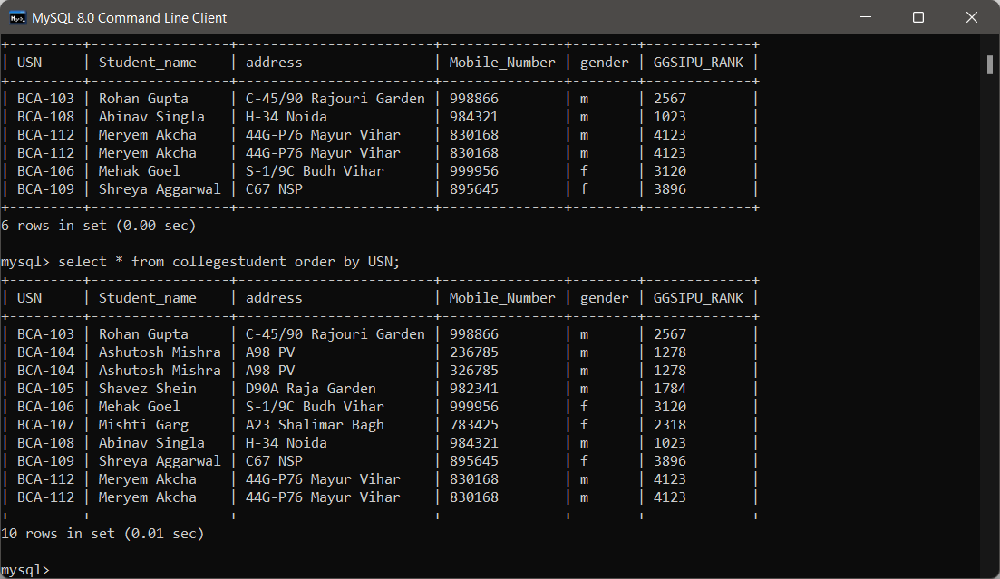 MySQL 8.0 Command Line Client
+---------+-----------------+------------------------+---------------+--------+-------------+
| USN     | Student_name    | address                | Mobile_Number | gender | GGSIPU_RANK |
+---------+-----------------+------------------------+---------------+--------+-------------+
| BCA-103 | Rohan Gupta     | C-45/90 Rajouri Garden | 998866        | m      | 2567        |
| BCA-108 | Abinav Singla   | H-34 Noida             | 984321        | m      | 1023        |
| BCA-112 | Meryem Akcha    | 44G-P76 Mayur Vihar    | 830168        | m      | 4123        |
| BCA-112 | Meryem Akcha    | 44G-P76 Mayur Vihar    | 830168        | m      | 4123        |
| BCA-106 | Mehak Goel      | S-1/9C Budh Vihar      | 999956        | f      | 3120        |
| BCA-109 | Shreya Aggarwal | C67 NSP                | 895645        | f      | 3896        |
+---------+-----------------+------------------------+---------------+--------+-------------+
6 rows in set (0.00 sec)
mysql> select * from collegestudent order by USN;
+---------+-----------------+------------------------+---------------+--------+-------------+
| USN     | Student_name    | address                | Mobile_Number | gender | GGSIPU_RANK |
+---------+-----------------+------------------------+---------------+--------+-------------+
| BCA-103 | Rohan Gupta     | C-45/90 Rajouri Garden | 998866        | m      | 2567        |
| BCA-104 | Ashutosh Mishra | A98 PV                 | 236785        | m      | 1278        |
| BCA-104 | Ashutosh Mishra | A98 PV                 | 326785        | m      | 1278        |
| BCA-105 | Shavez Shein    | D90A Raja Garden       | 982341        | m      | 1784        |
| BCA-106 | Mehak Goel      | S-1/9C Budh Vihar      | 999956        | f      | 3120        |
| BCA-107 | Mishti Garg     | A23 Shalimar Bagh      | 783425        | f      | 2318        |
| BCA-108 | Abinav Singla   | H-34 Noida             | 984321        | m      | 1023        |
| BCA-109 | Shreya Aggarwal | C67 NSP                | 895645        | f      | 3896        |
| BCA-112 | Meryem Akcha    | 44G-P76 Mayur Vihar    | 830168        | m      | 4123        |
| BCA-112 | Meryem Akcha    | 44G-P76 Mayur Vihar    | 830168        | m      | 4123        |
+---------+-----------------+------------------------+---------------+--------+-------------+
10 rows in set (0.01 sec)
mysql>